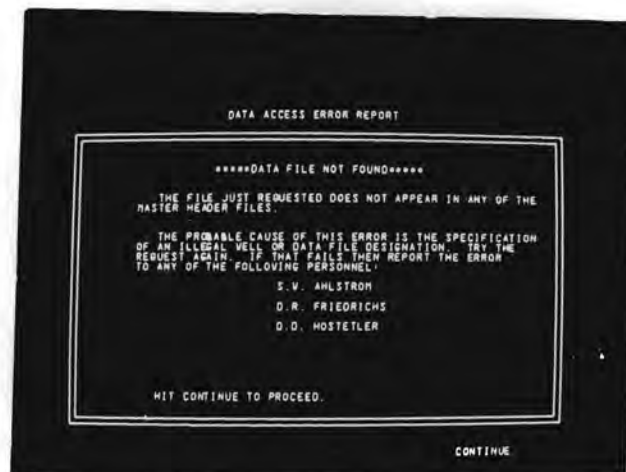 DATA ACCESS ERROR REPORT
*****DATA FILE NOT FOUND*****
THE FILE JUST REQUESTED DOES NOT APPEAR IN ANY OF THE
MASTER HEADER FILES.
THE PROBABLE CAUSE OF THIS ERROR IS THE SPECIFICATION
OF AN ILLEGAL WELL OR DATA FILE DESIGNATION. TRY THE
REQUEST AGAIN. IF THAT FAILS THEN REPORT THE ERROR
TO ANY OF THE FOLLOWING PERSONNEL:
S.W. AHLSTROM
D.R. FRIEDRICHS
D.D. HOSTETLER
HIT CONTINUE TO PROCEED.
CONTINUE